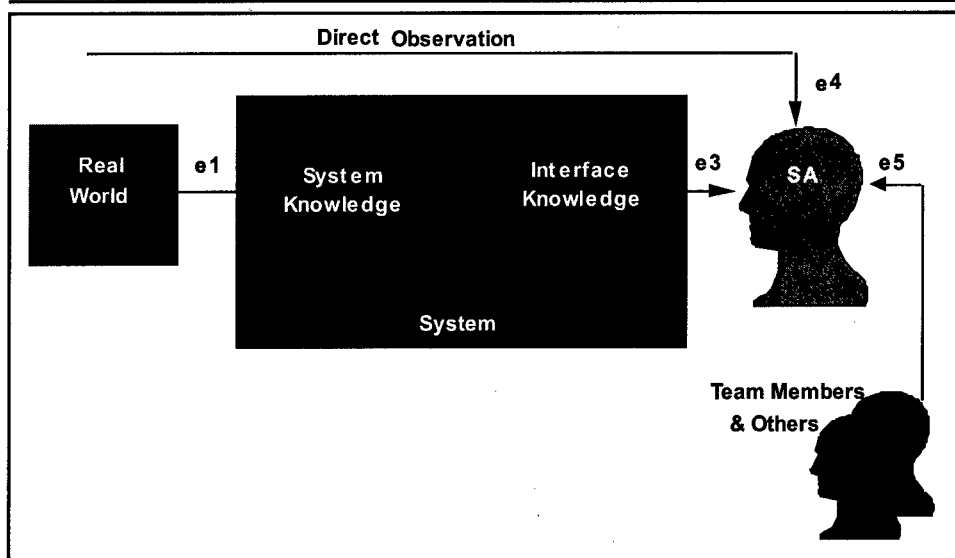 Direct Observation
e4
Real
World
e1
System
Knowledge
Interface
Knowledge
e3
SA
e5
System
Team Members
& Others